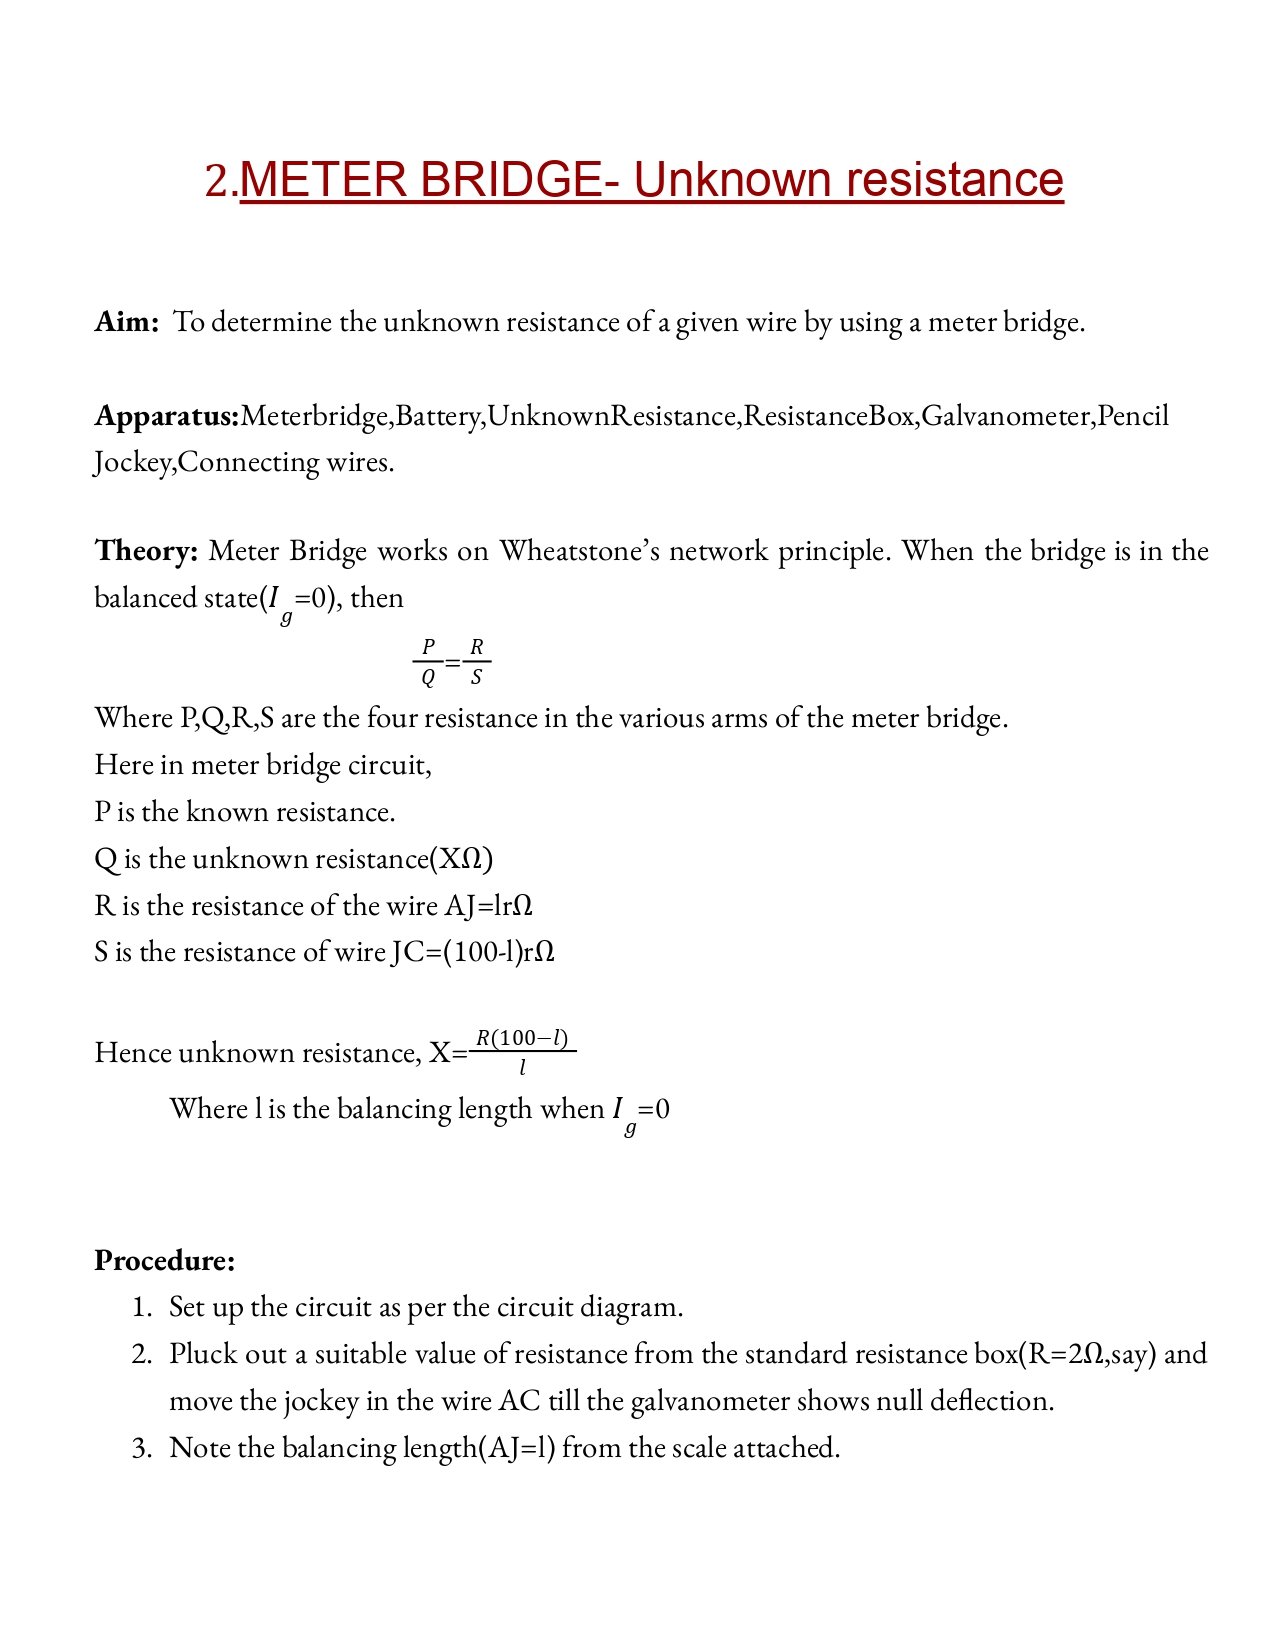 2.METER BRIDGE- Unknown resistance
Aim: To determine the unknown resistance of a given wire by using a meter bridge.
Apparatus:Meterbridge,Battery,UnknownResistance,ResistanceBox,Galvanometer,Pencil
Jockey,Connecting wires.
Theory: Meter Bridge works on Wheatstone’s network principle. When the bridge is in the
balanced state(I_g=0), then
P/Q=R/S
Where P,Q,R,S are the four resistance in the various arms of the meter bridge.
Here in meter bridge circuit,
P is the known resistance.
Q is the unknown resistance(XΩ)
R is the resistance of the wire AJ=lrΩ
S is the resistance of wire JC=(100-l)rΩ
Hence unknown resistance, X=R(100−l)/l
Where l is the balancing length when I_g=0
Procedure:
1. Set up the circuit as per the circuit diagram.
2. Pluck out a suitable value of resistance from the standard resistance box(R=2Ω,say) and
move the jockey in the wire AC till the galvanometer shows null deflection.
3. Note the balancing length(AJ=l) from the scale attached.